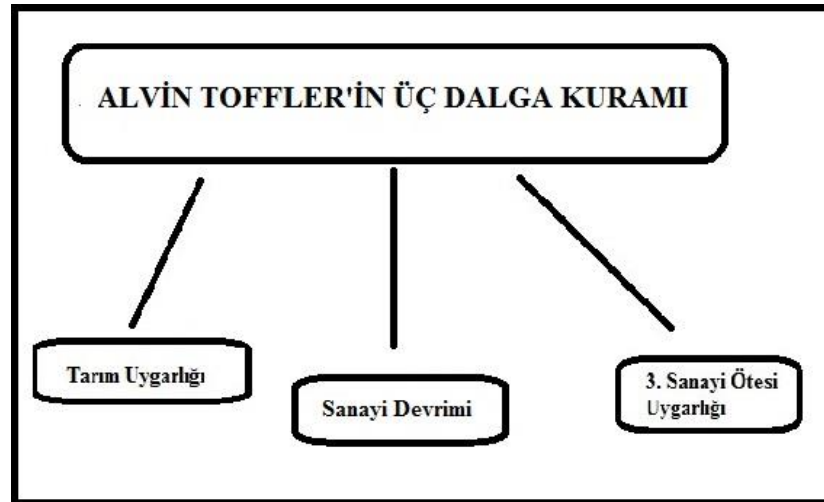 ALVİN TOFFLER'İN ÜÇ DALGA KURAMI
Tarım Uygarlığı
Sanayi Devrimi
3. Sanayi Ötesi
Uygarlığı